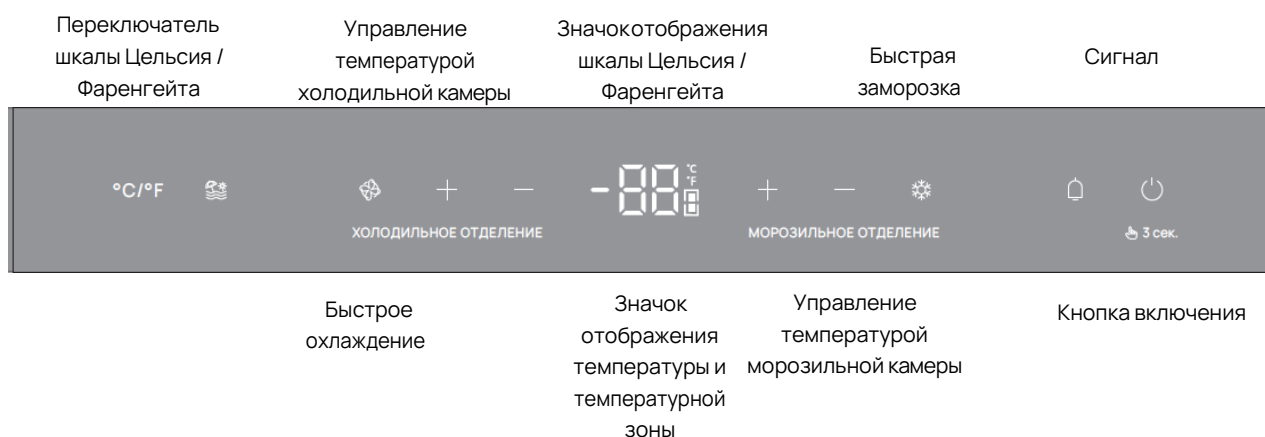 Переключатель
шкалы Цельсия /
Фаренгейта
Управление
температурой
холодильной камеры
Значокотображения
шкалы Цельсия /
Фаренгейта
Быстрая
заморозка
Сигнал
°C/°F
-88
°C
°F
ХОЛОДИЛЬНОЕ ОТДЕЛЕНИЕ
МОРОЗИЛЬНОЕ ОТДЕЛЕНИЕ
3 сек.
Быстрое
охлаждение
Значок
отображения
температуры и
температурной
зоны
Управление
температурой
морозильной камеры
Кнопка включения